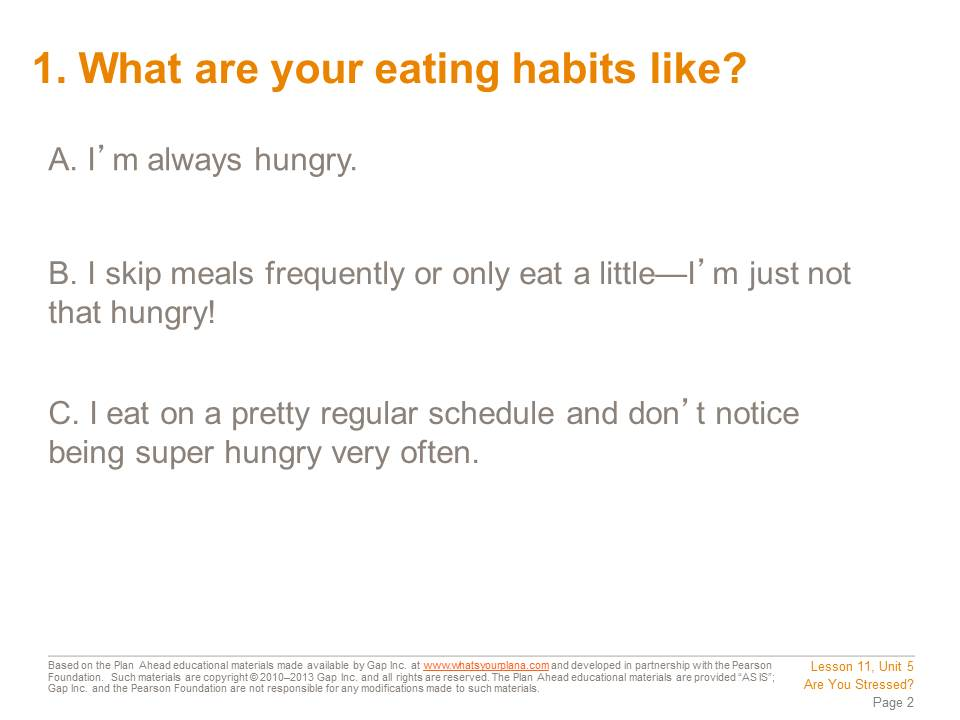 1. What are your eating habits like?
A. I’m always hungry.
B. I skip meals frequently or only eat a little—I’m just not
that hungry!
C. I eat on a pretty regular schedule and don’t notice
being super hungry very often.
Based on the Plan Ahead educational materials made available by Gap Inc. at www.whatsyourplana.com and developed in partnership with the Pearson
Foundation. Such materials are copyright © 2010–2013 Gap Inc. and all rights are reserved. The Plan Ahead educational materials are provided “AS IS”;
Gap Inc. and the Pearson Foundation are not responsible for any modifications made to such materials.
Lesson 11, Unit 5
Are You Stressed?
Page 2